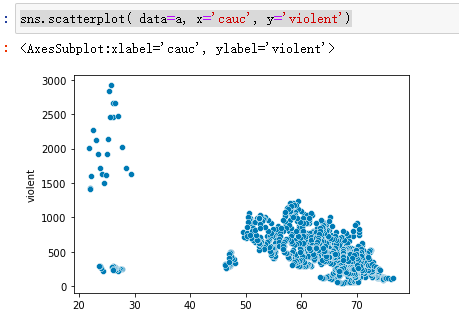 : sns.scatterplot( data=a, x='cauc', y='violent')
: <AxesSubplot:xlabel='cauc', ylabel='violent'>
3000
2500
2000
1500
1000
500
0
violent
20 30 40 50 60 70